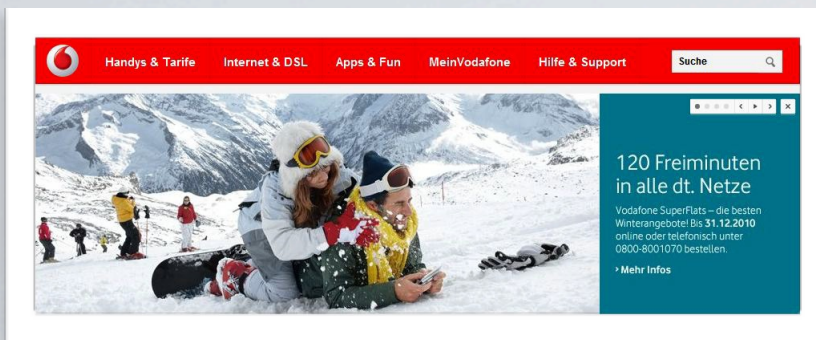 Handys & Tarife Internet & DSL Apps & Fun MeinVodafone Hilfe & Support Suche
120 Freiminuten
in alle dt. Netze
Vodafone SuperFlats – die besten
Winterangebote! Bis 31.12.2010
online oder telefonisch unter
0800-8001070 bestellen.
› Mehr Infos